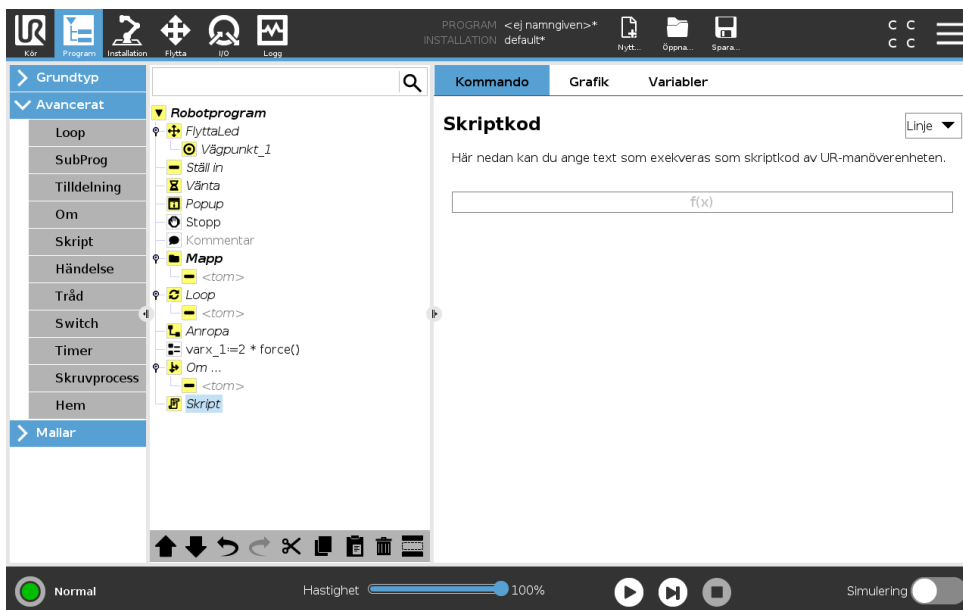 PROGRAM <ej namngiven>*
INSTALLATION default*
Kör
Program
Installation
Flytta
I/O
Logg
Nytt...
Öppna...
Spara...
C C
C C
Grundtyp
Avancerat
Loop
SubProg
Tilldelning
Om
Skript
Händelse
Tråd
Switch
Timer
Skruvprocess
Hem
Mallar
Robotprogram
FlyttaLed
Vägpunkt_1
Ställ in
Vänta
Popup
Stopp
Kommentar
Mapp
<tom>
Loop
<tom>
Anropa
varx_1:=2 * force()
Om ...
<tom>
Skript
Kommando Grafik Variabler
Skriptkod
Linje
Här nedan kan du ange text som exekveras som skriptkod av UR-manöverenheten.
f(x)
Normal
Hastighet
100%
Simulering